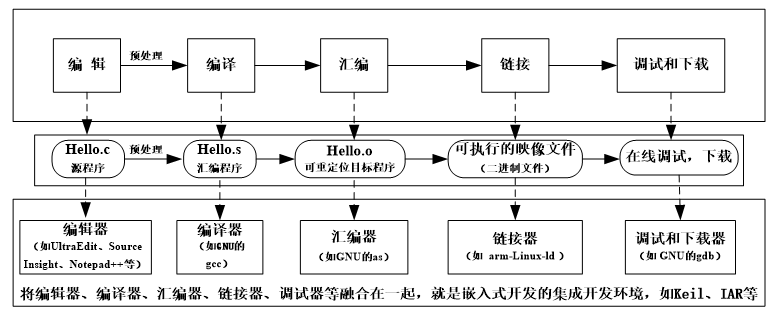 编 辑
预处理
编译
汇编
链接
调试和下载
Hello.c
源程序
预处理
Hello.s
汇编程序
Hello.o
可重定位目标程序
可执行的映像文件
（二进制文件）
在线调试，下载
编辑器
（如UltraEdit、Source
Insight、Notepad++等）
编译器
（如GNU的
gcc）
汇编器
（如GNU的as）
链接器
（如 arm-Linux-ld ）
调试和下载器
（如 GNU的gdb）
将编辑器、编译器、汇编器、链接器、调试器等融合在一起，就是嵌入式开发的集成开发环境，如Keil、IAR等